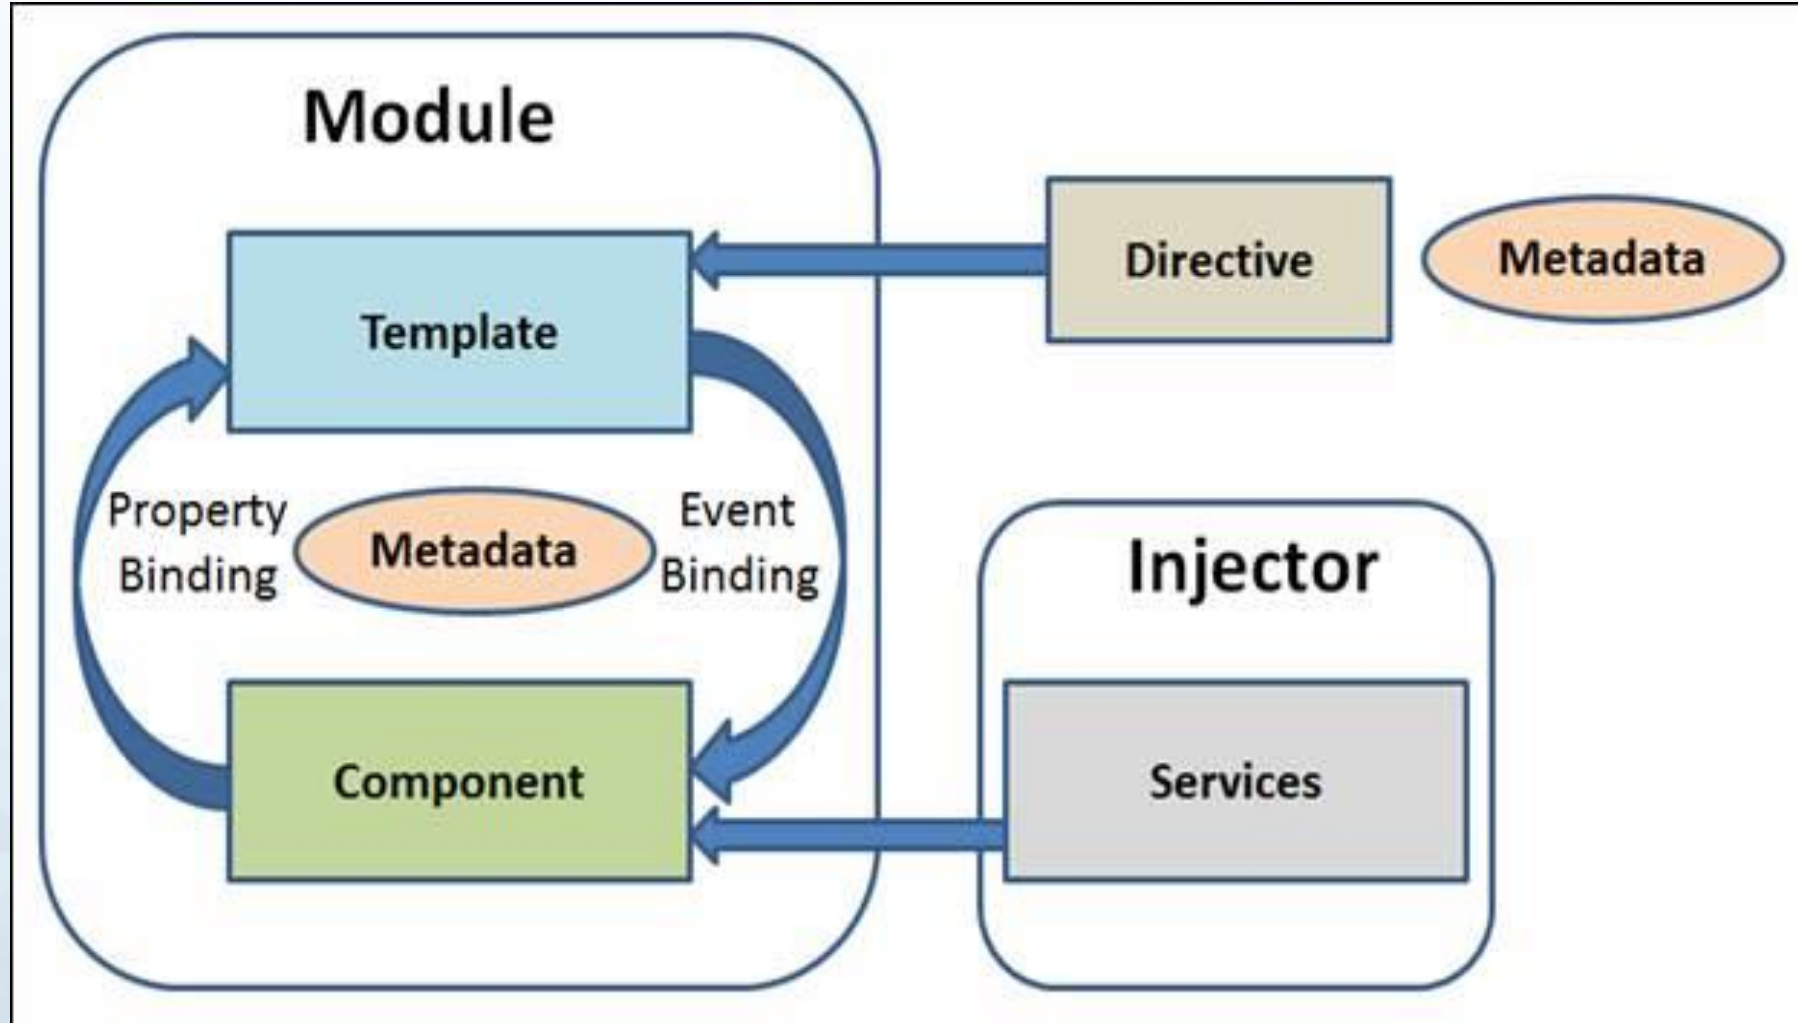 Module
Directive
Metadata
Template
Property
Binding
Metadata
Event
Binding
Injector
Component
Services